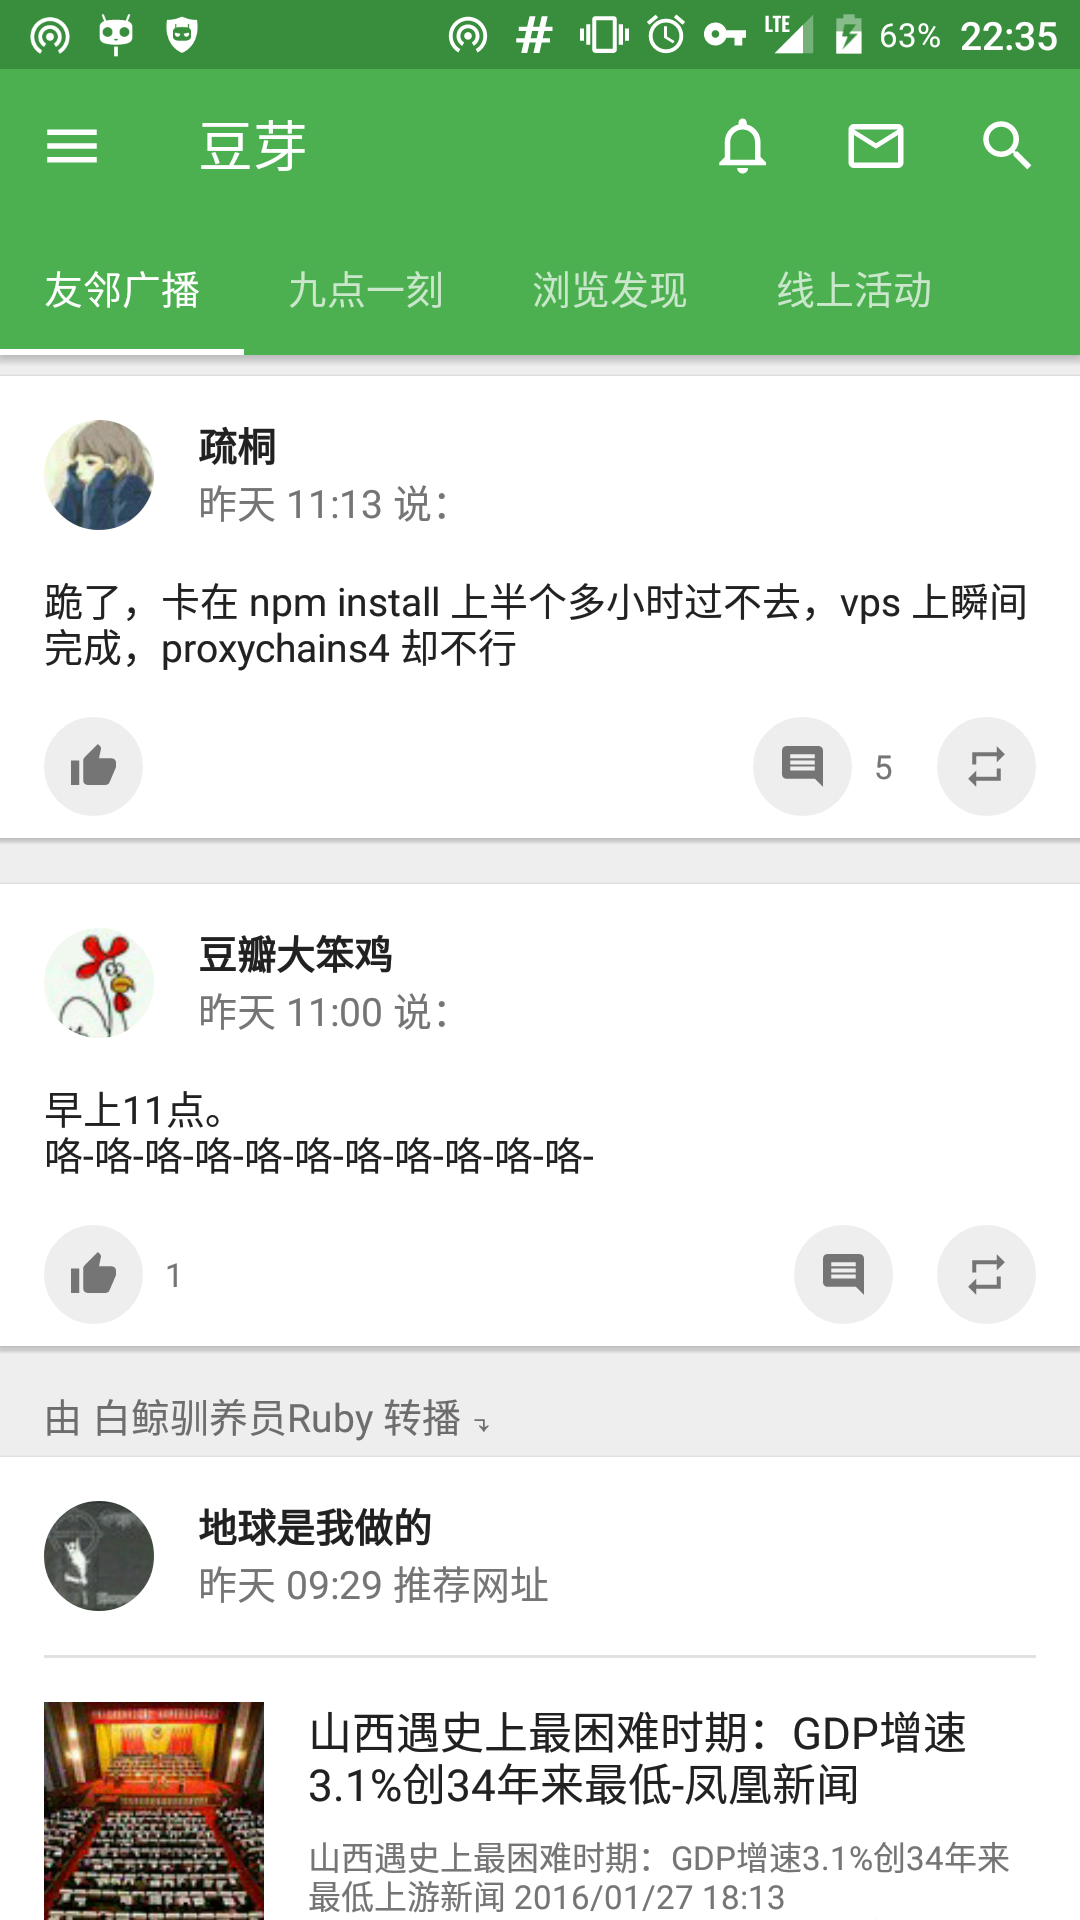 LTE 63% 22:35
豆芽
友邻广播 九点一刻 浏览发现 线上活动
疏桐
昨天 11:13 说：
跪了，卡在 npm install 上半个多小时过不去，vps 上瞬间
完成，proxychains4 却不行
5
豆瓣大笨鸡
昨天 11:00 说：
早上11点。
咯-咯-咯-咯-咯-咯-咯-咯-咯-咯-咯-
1
由 白鲸驯养员Ruby 转播
地球是我做的
昨天 09:29 推荐网址
山西遇史上最困难时期：GDP增速
3.1%创34年来最低-凤凰新闻
山西遇史上最困难时期：GDP增速3.1%创34年来
最低上游新闻 2016/01/27 18:13